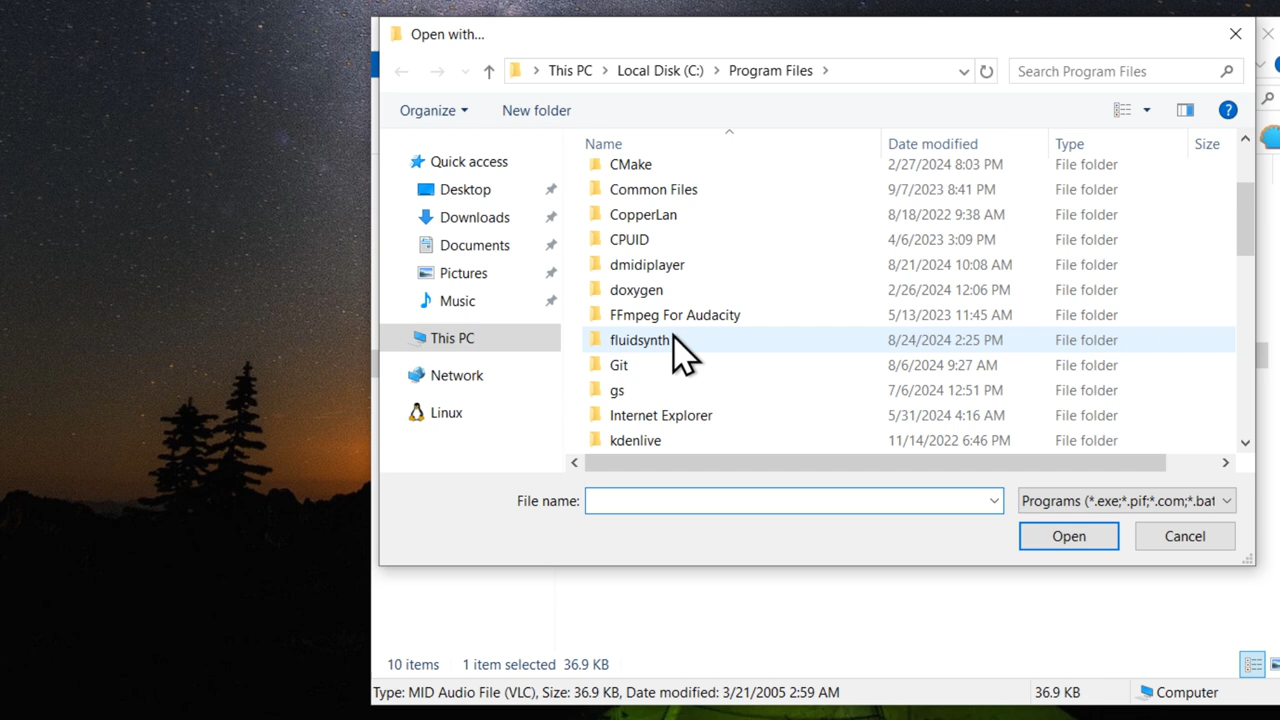 Open with...
This PC > Local Disk (C:) > Program Files >
Search Program Files
Organize
New folder
Name
Date modified
Type
Size
Quick access
Desktop
Downloads
Documents
Pictures
Music
This PC
Network
Linux
CMake 2/27/2024 8:03 PM File folder
Common Files 9/7/2023 8:41 PM File folder
CopperLan 8/18/2022 9:38 AM File folder
CPUID 4/6/2023 3:09 PM File folder
dmidiplayer 8/21/2024 10:08 AM File folder
doxygen 2/26/2024 12:06 PM File folder
FFmpeg For Audacity 5/13/2023 11:45 AM File folder
fluidsynth 8/24/2024 2:25 PM File folder
Git 8/6/2024 9:27 AM File folder
gs 7/6/2024 12:51 PM File folder
Internet Explorer 5/31/2024 4:16 AM File folder
kdenlive 11/14/2022 6:46 PM File folder
File name:
Programs (*.exe;*.pif;*.com;*.bat
Open
Cancel
10 items 1 item selected 36.9 KB
Type: MID Audio File (VLC), Size: 36.9 KB, Date modified: 3/21/2005 2:59 AM
36.9 KB
Computer